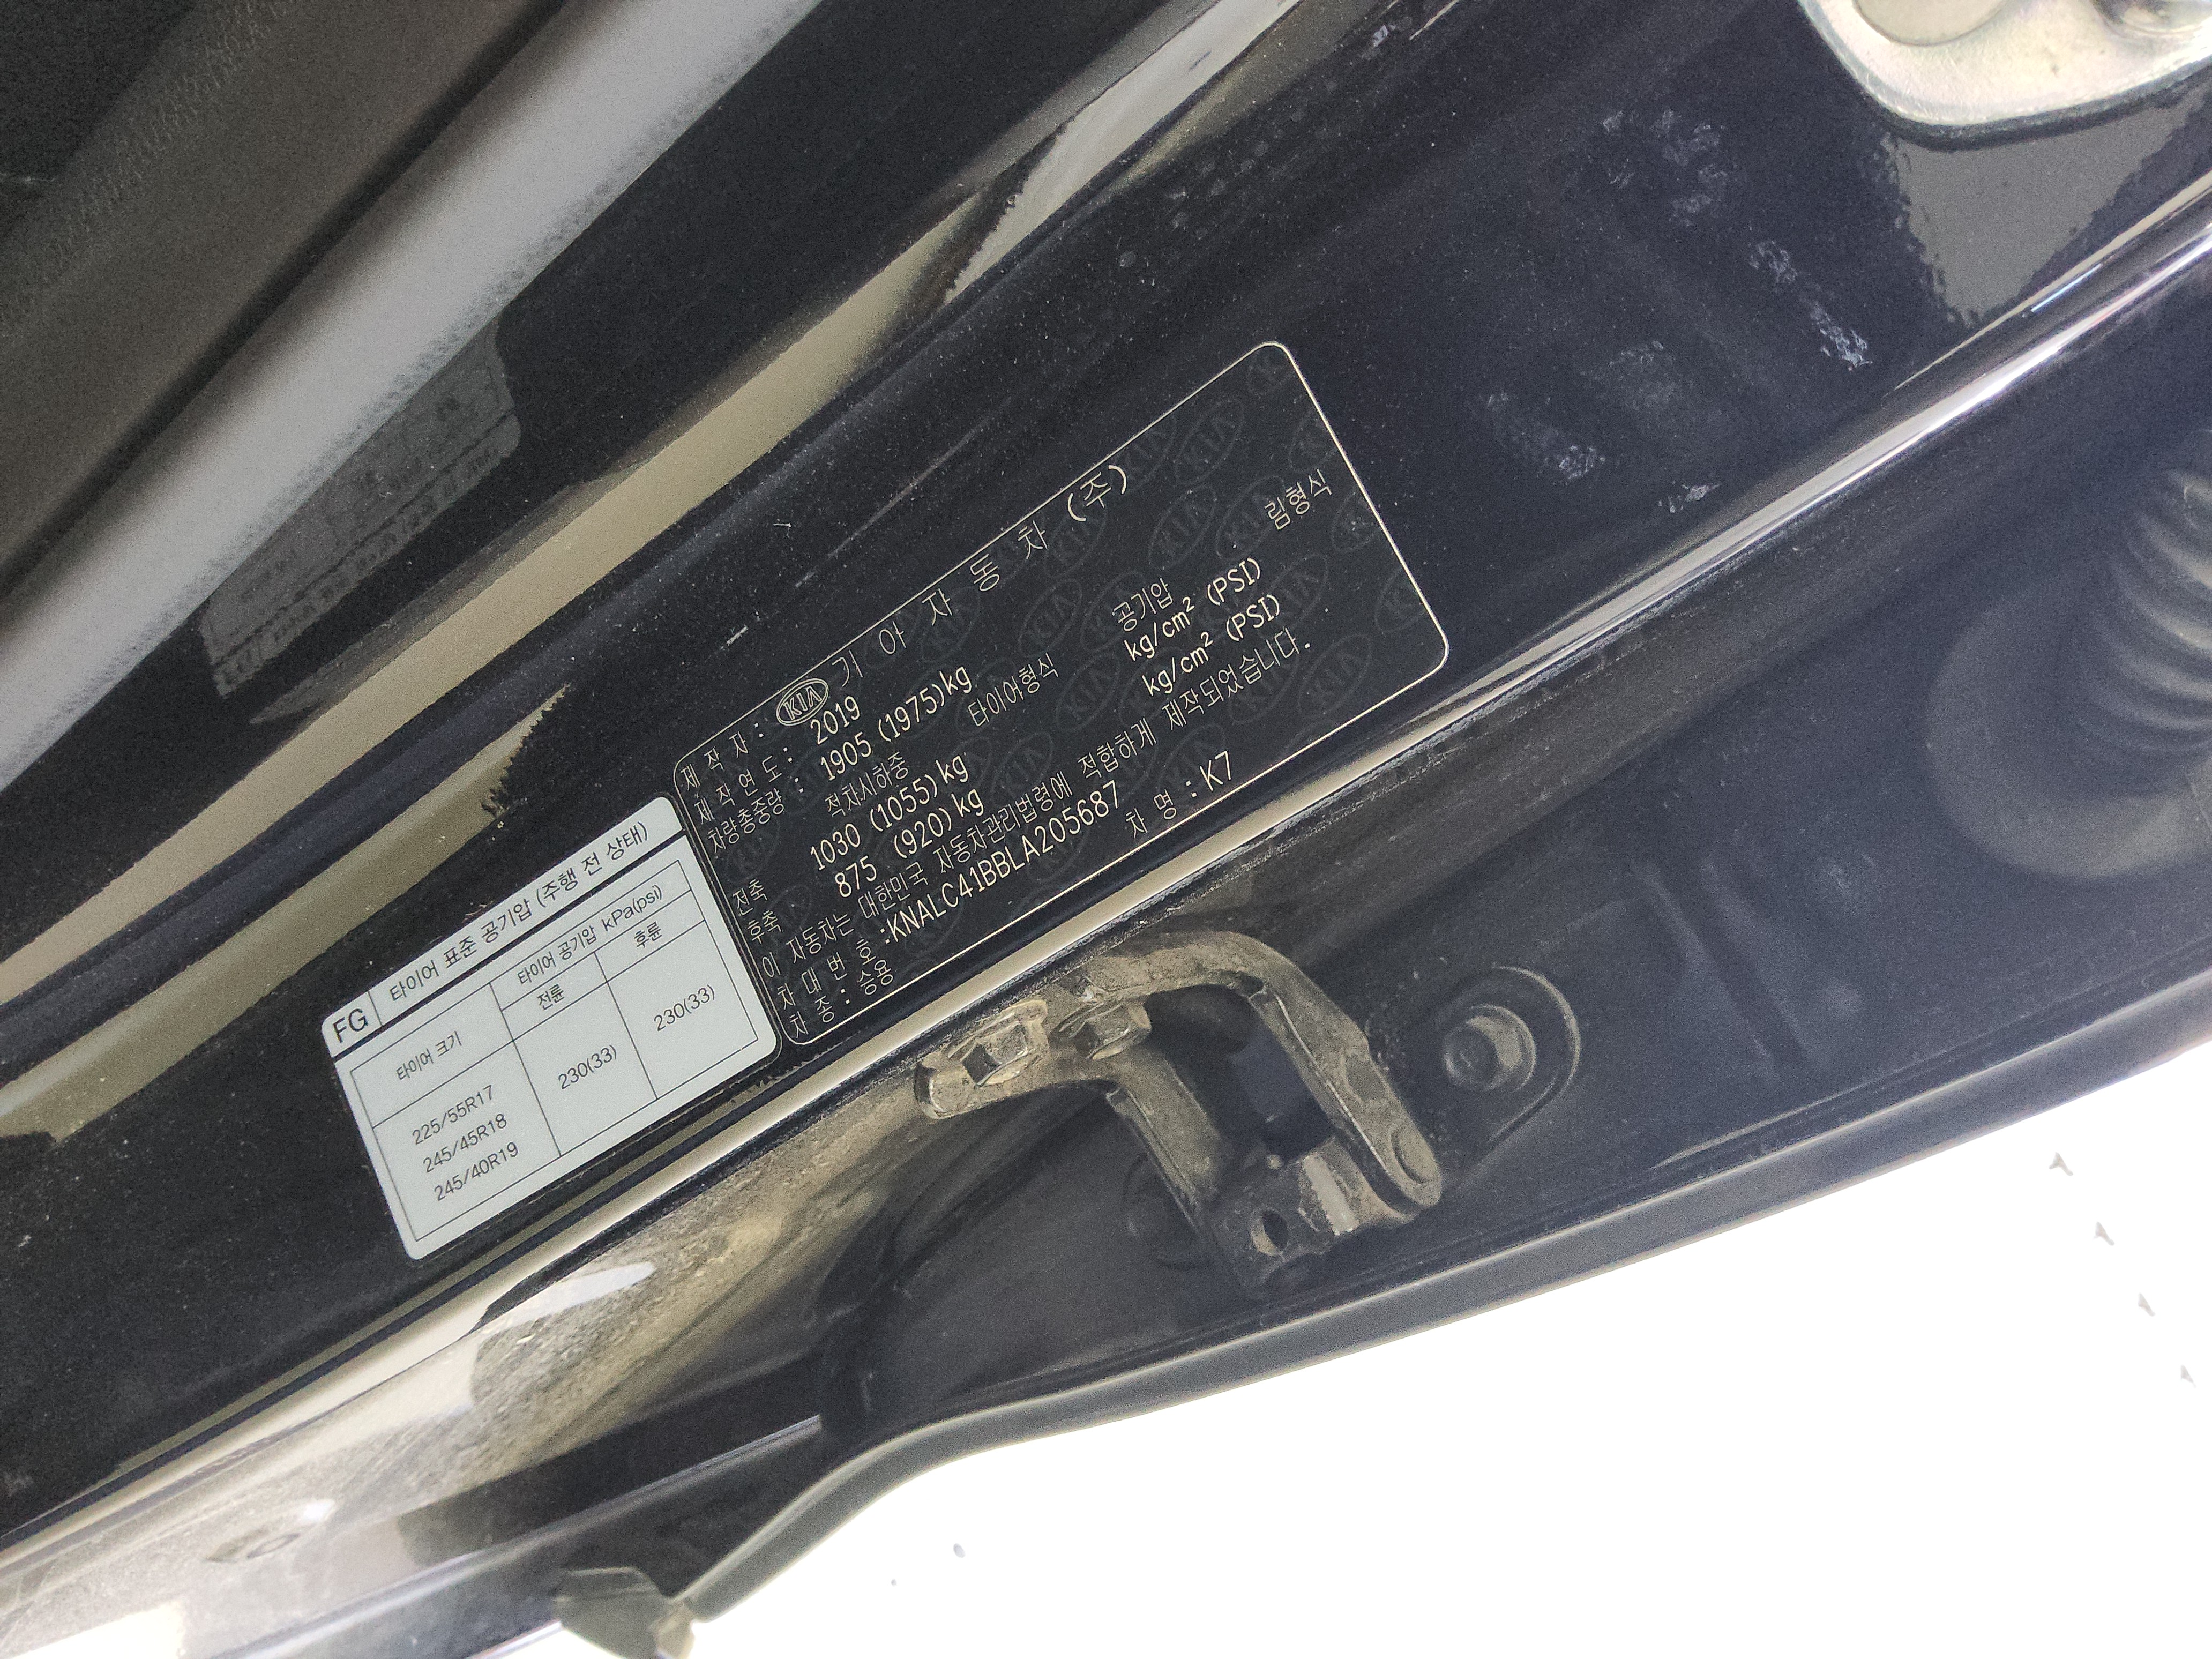 FG 타이어 표준 공기압 (주행 전 상태)
타이어 크기 타이어 공기압 kPa(psi)
전륜 후륜
225/55R17
245/45R18
245/40R19
230(33) 230(33)
제 작 자 : KIA 기 아 자 동 차 (주)
제 작 연 도 : 2019
차량총중량 : 1905 (1975)kg
적차시하중 타이어형식 공기압 림형식
전축 1030 (1055)kg kg/cm² (PSI)
후축 875 (920)kg kg/cm² (PSI)
이 자동차는 대한민국 자동차관리법령에 적합하게 제작되었습니다.
차 대 번 호 :KNALC41BBLA205687
차 종 : 승용 차 명 : K7